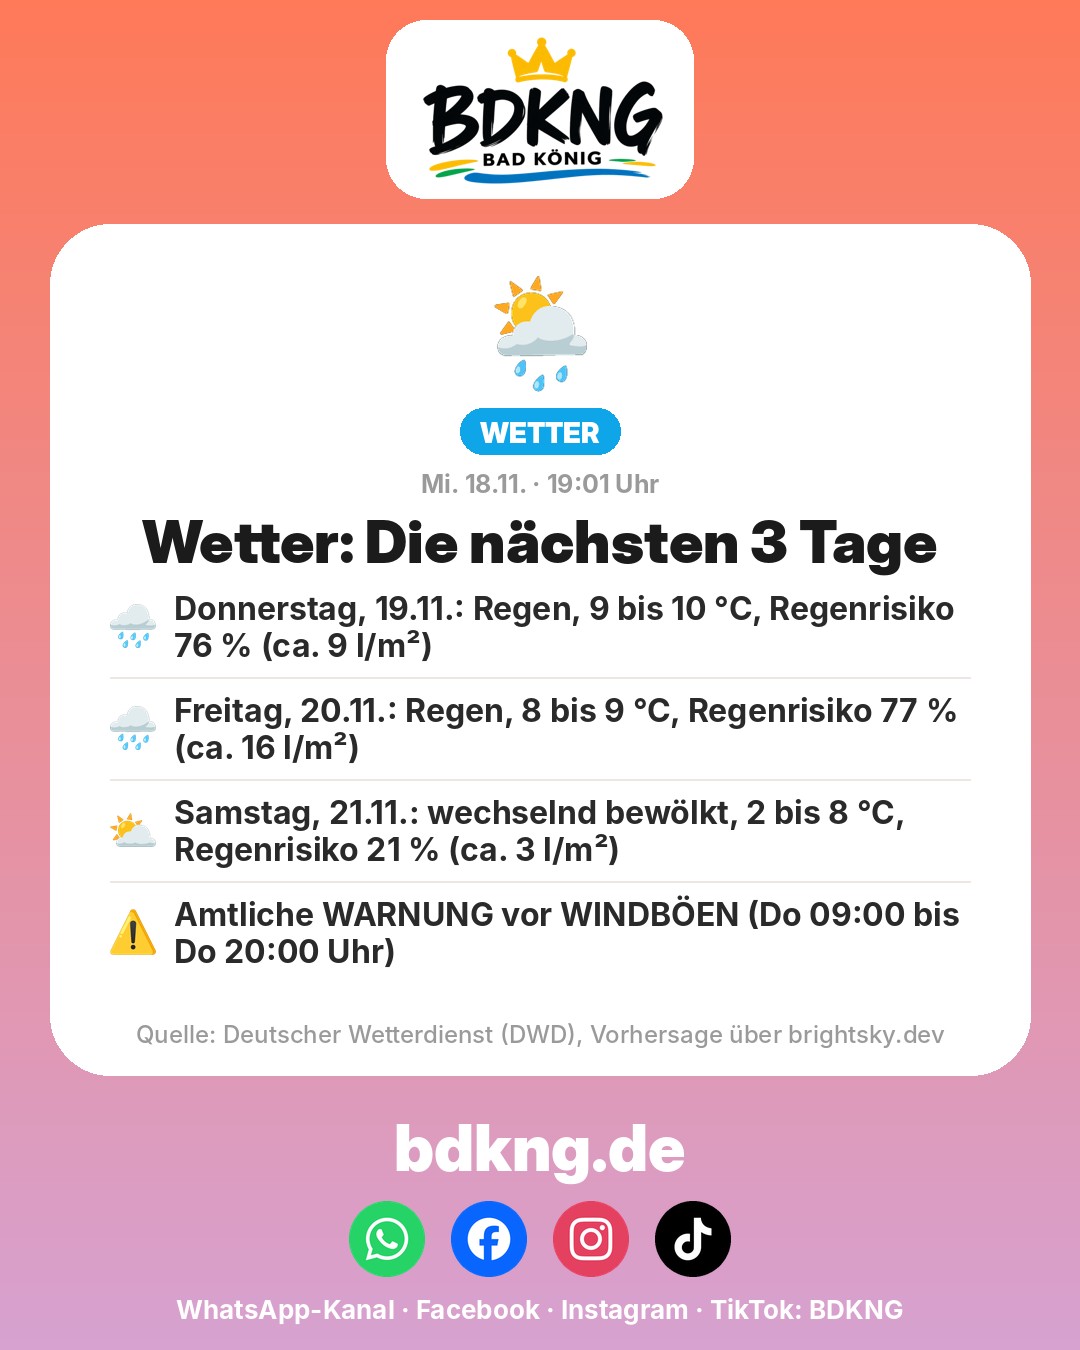 BDKNG
BAD KÖNIG
WETTER
Mi. 18.11. · 19:01 Uhr
Wetter: Die nächsten 3 Tage
Donnerstag, 19.11.: Regen, 9 bis 10 °C, Regenrisiko
76 % (ca. 9 l/m²)
Freitag, 20.11.: Regen, 8 bis 9 °C, Regenrisiko 77 %
(ca. 16 l/m²)
Samstag, 21.11.: wechselnd bewölkt, 2 bis 8 °C,
Regenrisiko 21 % (ca. 3 l/m²)
Amtliche WARNUNG vor WINDBÖEN (Do 09:00 bis
Do 20:00 Uhr)
Quelle: Deutscher Wetterdienst (DWD), Vorhersage über brightsky.dev
bdkng.de
WhatsApp-Kanal · Facebook · Instagram · TikTok: BDKNG